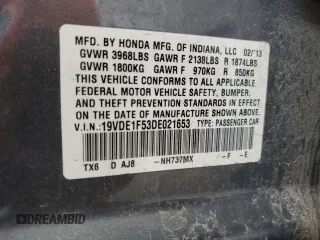 MFD. BY HONDA MFG. OF INDIANA, LLC 02/13
GVWR 3968LBS GAWR F 2138LBS R 1874LBS
GVWR 1800KG GAWR F 970KG R 850KG
THIS VEHICLE CONFORMS TO ALL APPLICABLE
FEDERAL MOTOR VEHICLE SAFETY, BUMPER,
AND THEFT PREVENTION STANDARDS IN EFFECT
ON THE DATE OF MANUFACTURE SHOWN ABOVE.
V.I.N.: 19VDE1F53DE021653 TYPE: PASSENGER CAR
TX6 D AJ8 -NH737MX -F -E
© DIARBID.COM